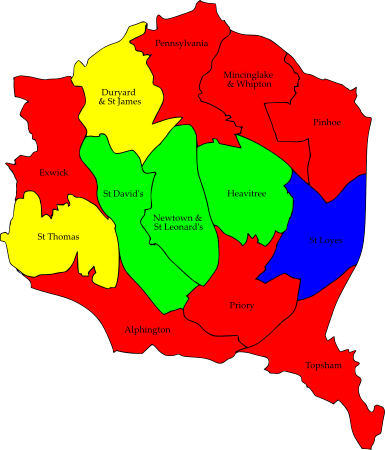 Pennsylvania
Mincinglake
& Whipton
Duryard
& St James
Pinhoe
Exwick
St David's
Heavitree
Newtown &
St Leonard's
St Thomas
St Loyes
Priory
Alphington
Topsham